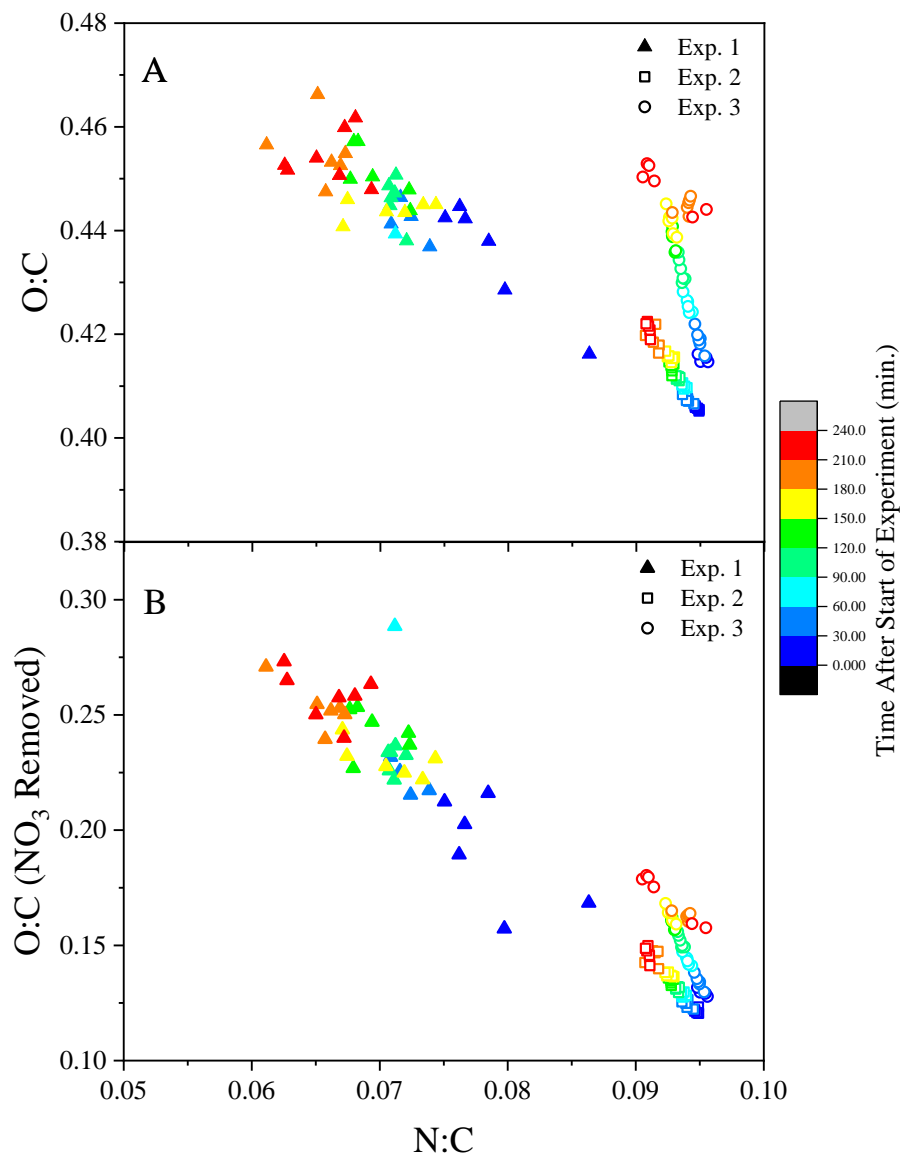 0.48
A
Exp. 1
Exp. 2
Exp. 3
0.46
0.44
O:C
0.42
0.40
0.38
B
Exp. 1
Exp. 2
Exp. 3
0.30
0.25
O:C (NO3 Removed)
0.20
0.15
0.10
0.05 0.06 0.07 0.08 0.09 0.10
N:C
240.0
210.0
180.0
150.0
120.0
90.00
60.00
30.00
0.000
Time After Start of Experiment (min.)